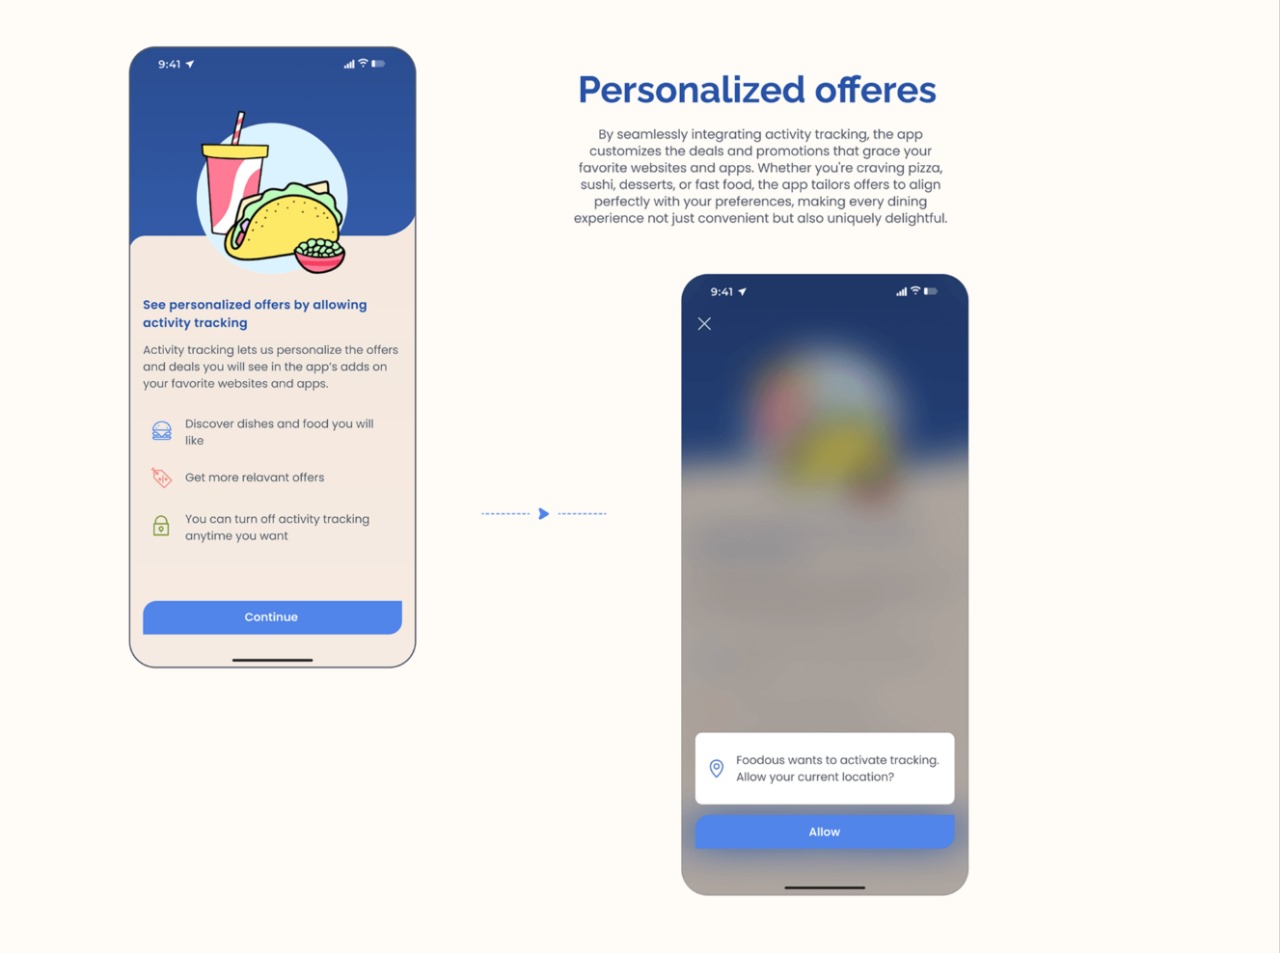 9:41
See personalized offers by allowing
activity tracking
Activity tracking lets us personalize the offers
and deals you will see in the app's adds on
your favorite websites and apps.
Discover dishes and food you will
like
Get more relavant offers
You can turn off activity tracking
anytime you want
Continue
Personalized offeres
By seamlessly integrating activity tracking, the app
customizes the deals and promotions that grace your
favorite websites and apps. Whether you're craving pizza,
sushi, desserts, or fast food, the app tailors offers to align
perfectly with your preferences, making every dining
experience not just convenient but also uniquely delightful.
9:41
Foodous wants to activate tracking.
Allow your current location?
Allow